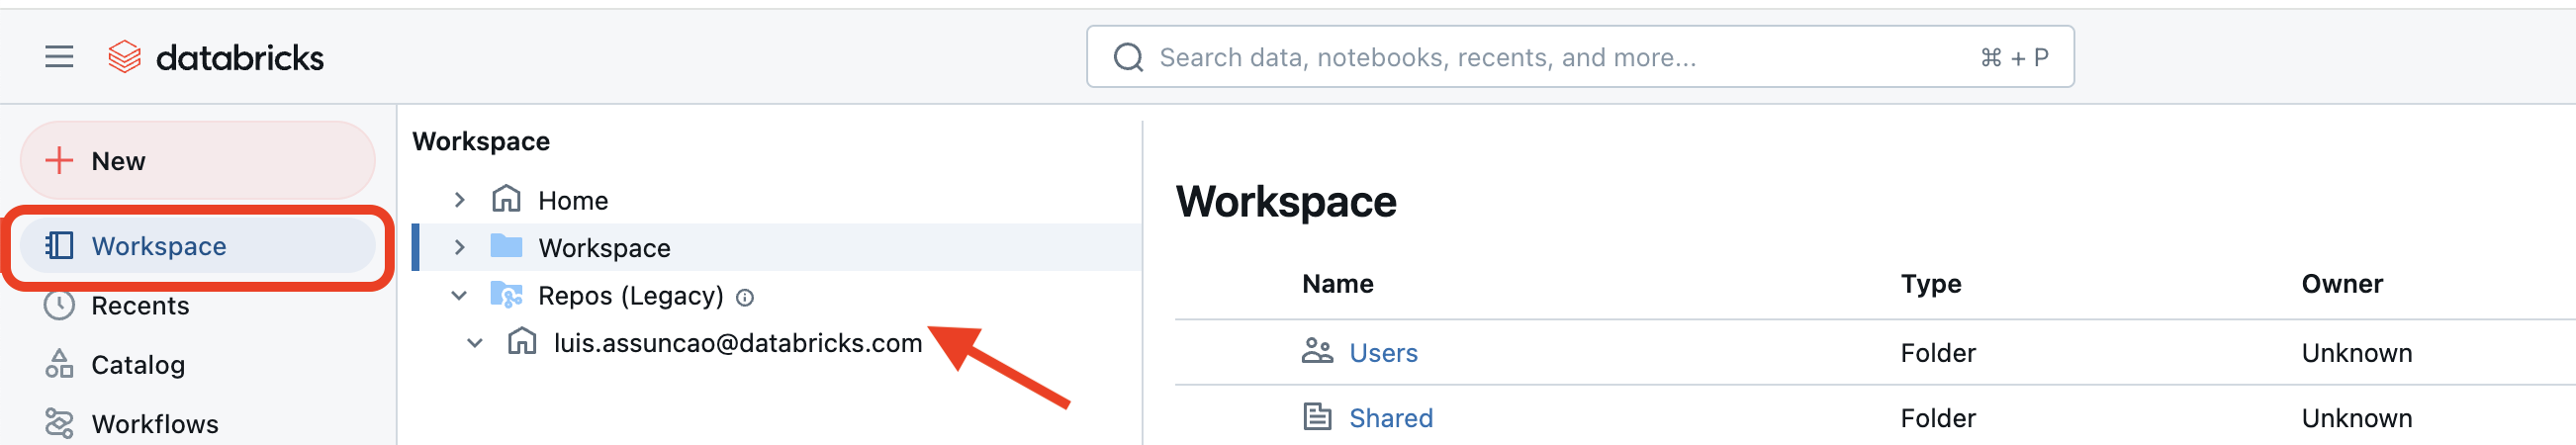 databricks
Search data, notebooks, recents, and more...
⌘ + P
New
Workspace
Recents
Catalog
Workflows
Workspace
Home
Workspace
Repos (Legacy)
luis.assuncao@databricks.com
Workspace
Name Type Owner
Users Folder Unknown
Shared Folder Unknown